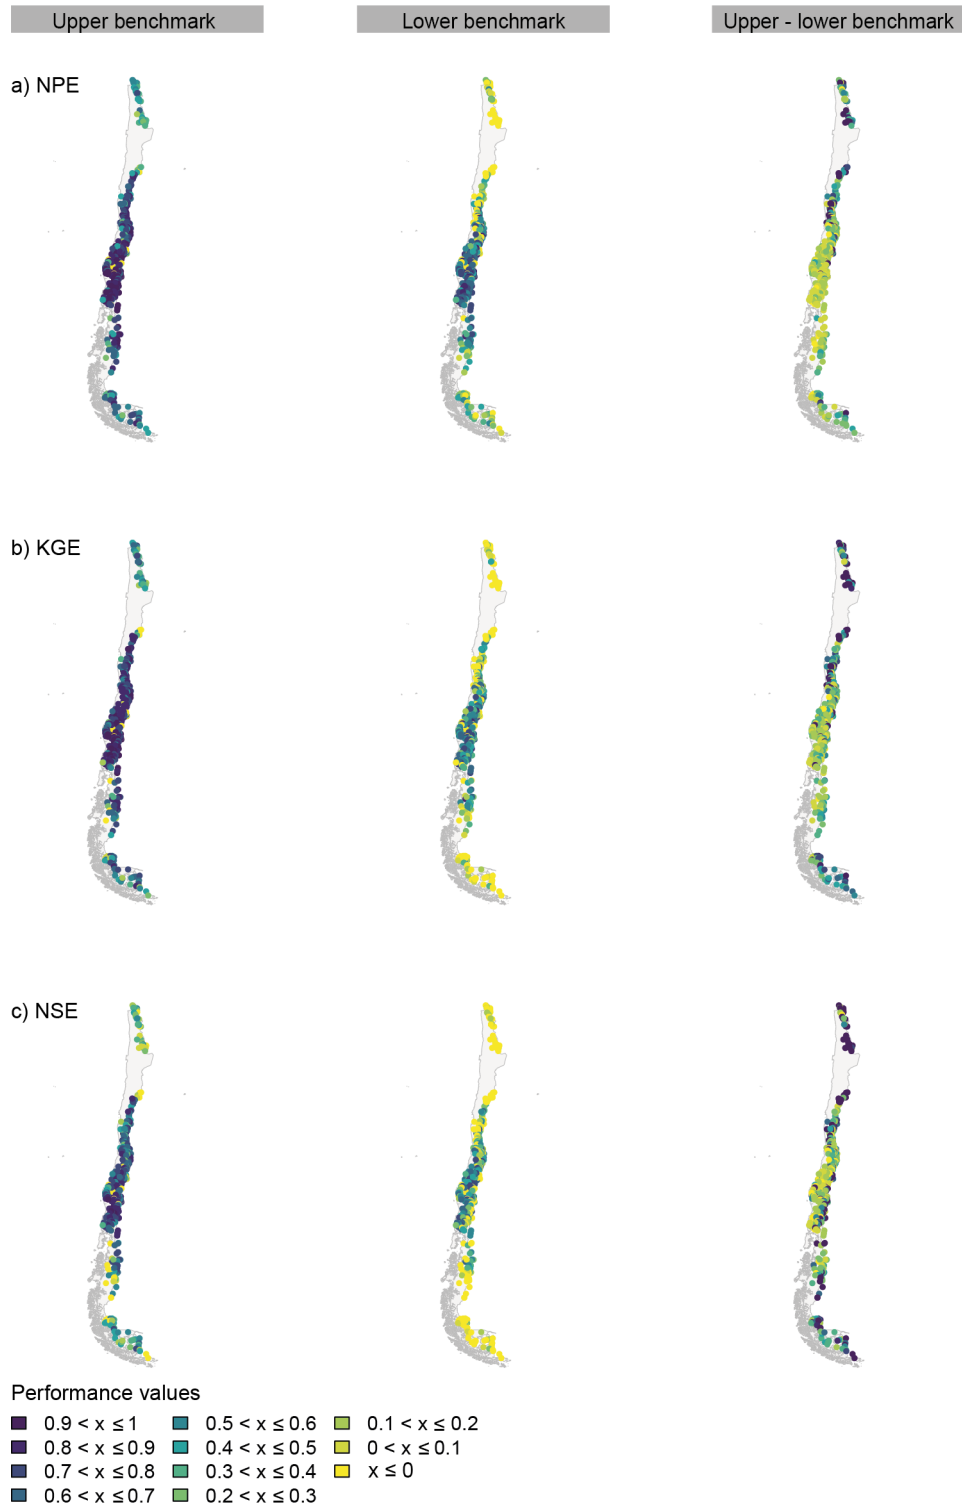 Upper benchmark
Lower benchmark
Upper - lower benchmark
a) NPE
b) KGE
c) NSE
Performance values
0.9 < x ≤ 1
0.8 < x ≤ 0.9
0.7 < x ≤ 0.8
0.6 < x ≤ 0.7
0.5 < x ≤ 0.6
0.4 < x ≤ 0.5
0.3 < x ≤ 0.4
0.2 < x ≤ 0.3
0.1 < x ≤ 0.2
0 < x ≤ 0.1
x ≤ 0